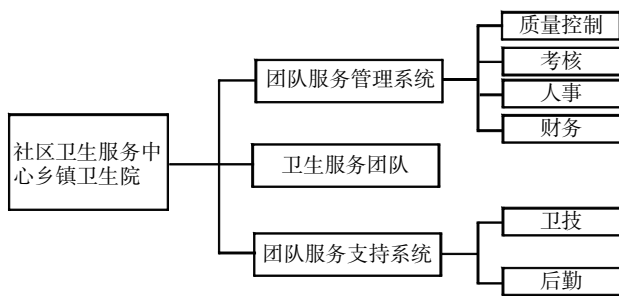 社区卫生服务中
心乡镇卫生院
团队服务管理系统
质量控制
考核
人事
财务
卫生服务团队
团队服务支持系统
卫技
后勤